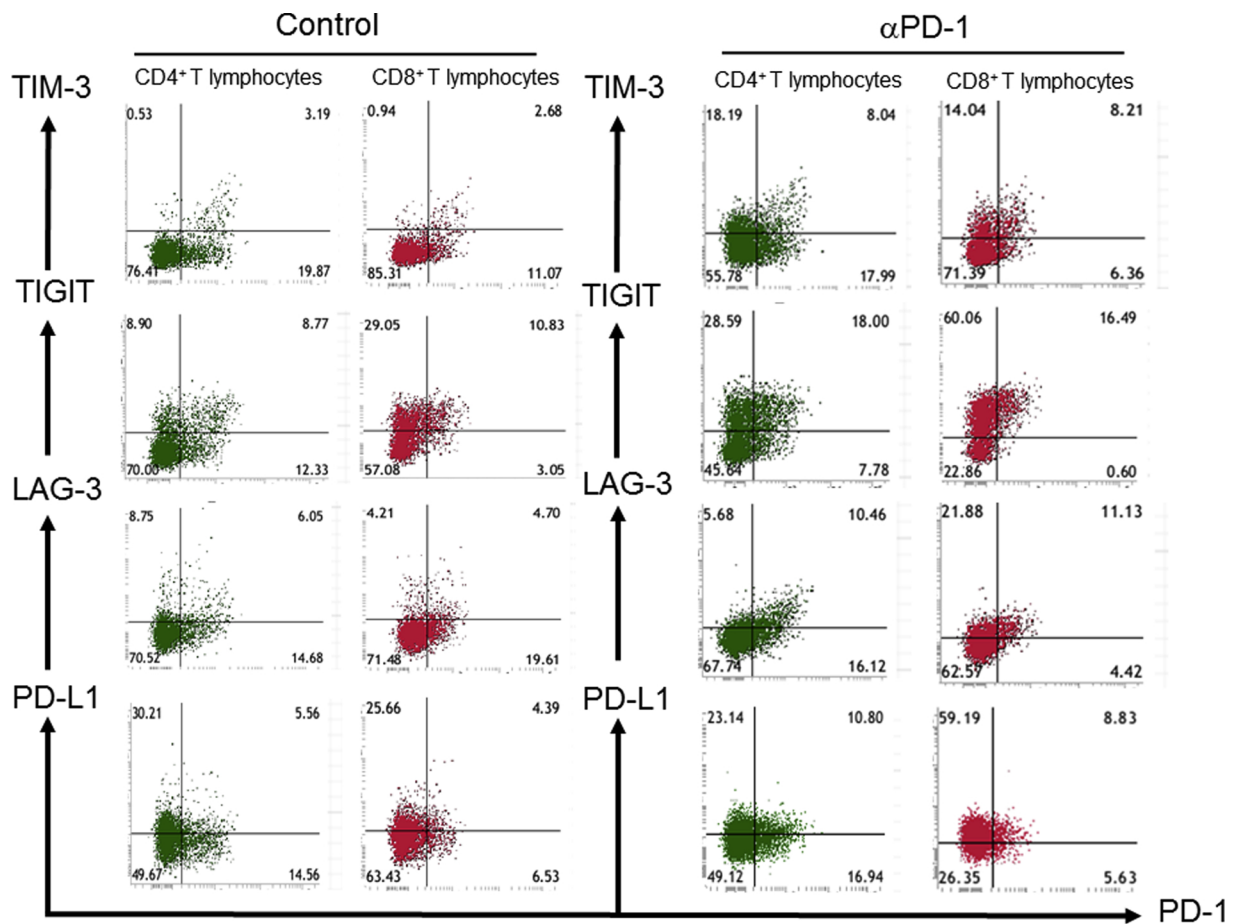 Control
αPD-1
TIM-3
CD4+ T lymphocytes
CD8+ T lymphocytes
TIM-3
CD4+ T lymphocytes
CD8+ T lymphocytes
0.53 3.19
0.94 2.68
18.19 8.04
14.04 8.21
76.41 19.87
85.31 11.07
55.78 17.99
71.39 6.36
TIGIT
TIGIT
8.90 8.77
29.05 10.83
28.59 18.00
60.06 16.49
70.00 12.33
57.08 3.05
45.64 7.78
22.86 0.60
LAG-3
LAG-3
8.75 6.05
4.21 4.70
5.68 10.46
21.88 11.13
70.52 14.68
71.48 19.61
67.74 16.12
62.57 4.42
PD-L1
PD-L1
30.21 5.56
25.66 4.39
23.14 10.80
59.19 8.83
49.67 14.56
63.43 6.53
49.12 16.94
26.35 5.63
PD-1